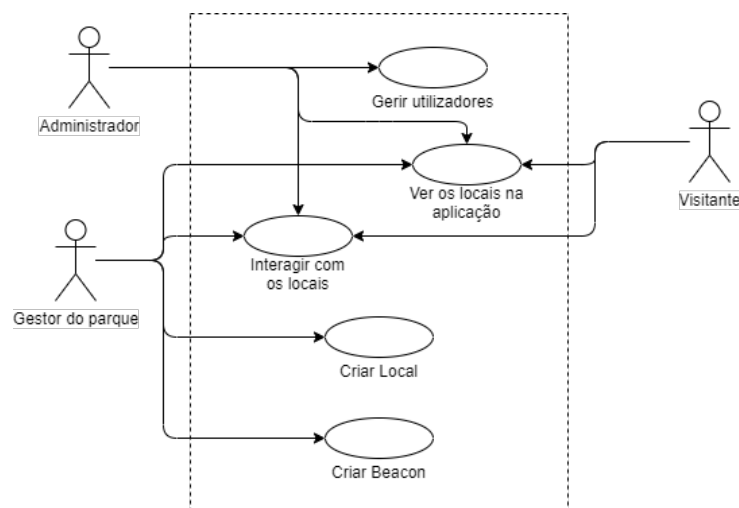 Administrador
Gerir utilizadores
Ver os locais na
aplicação
Visitante
Interagir com
os locais
Gestor do parque
Criar Local
Criar Beacon